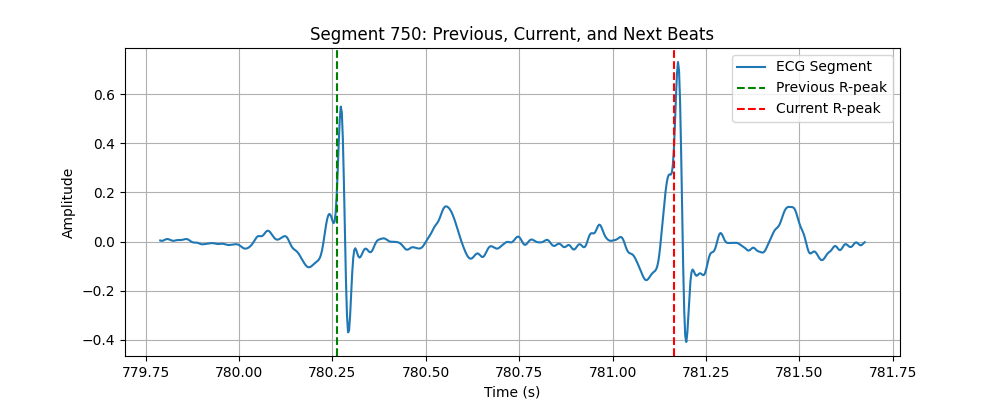 Segment 750: Previous, Current, and Next Beats
ECG Segment
Previous R-peak
Current R-peak
Amplitude
0.6
0.4
0.2
0.0
−0.2
−0.4
779.75 780.00 780.25 780.50 780.75 781.00 781.25 781.50 781.75
Time (s)